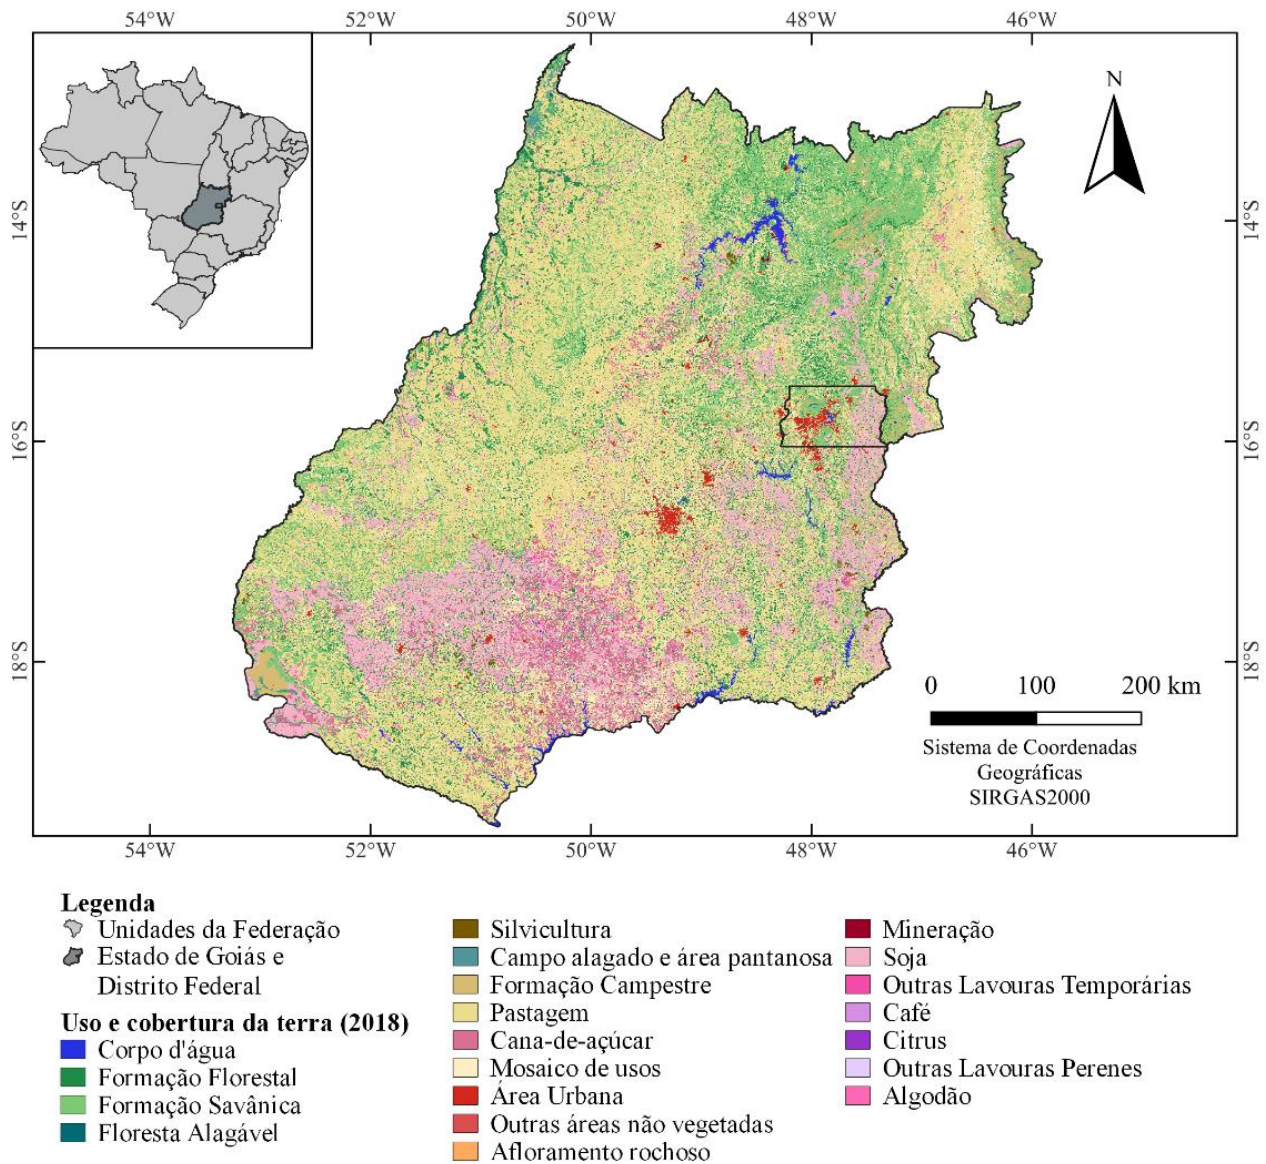 54°W 52°W 50°W 48°W 46°W
N
14°S 14°S
16°S 16°S
18°S 18°S
0 100 200 km
Sistema de Coordenadas
Geográficas
SIRGAS2000
54°W 52°W 50°W 48°W 46°W
Legenda
Unidades da Federação
Estado de Goiás e
Distrito Federal
Uso e cobertura da terra (2018)
Corpo d'água
Formação Florestal
Formação Savânica
Floresta Alagável
Silvicultura
Campo alagado e área pantanosa
Formação Campestre
Pastagem
Cana-de-açúcar
Mosaico de usos
Área Urbana
Outras áreas não vegetadas
Afloramento rochoso
Mineração
Soja
Outras Lavouras Temporárias
Café
Citrus
Outras Lavouras Perenes
Algodão